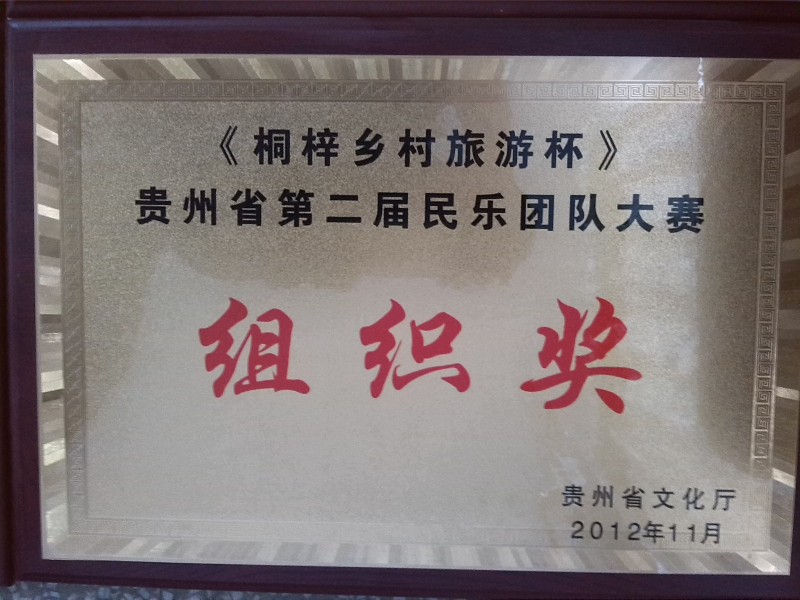 《桐梓乡村旅游杯》
贵州省第二届民乐团队大赛
组织奖
贵州省文化厅
2012年11月